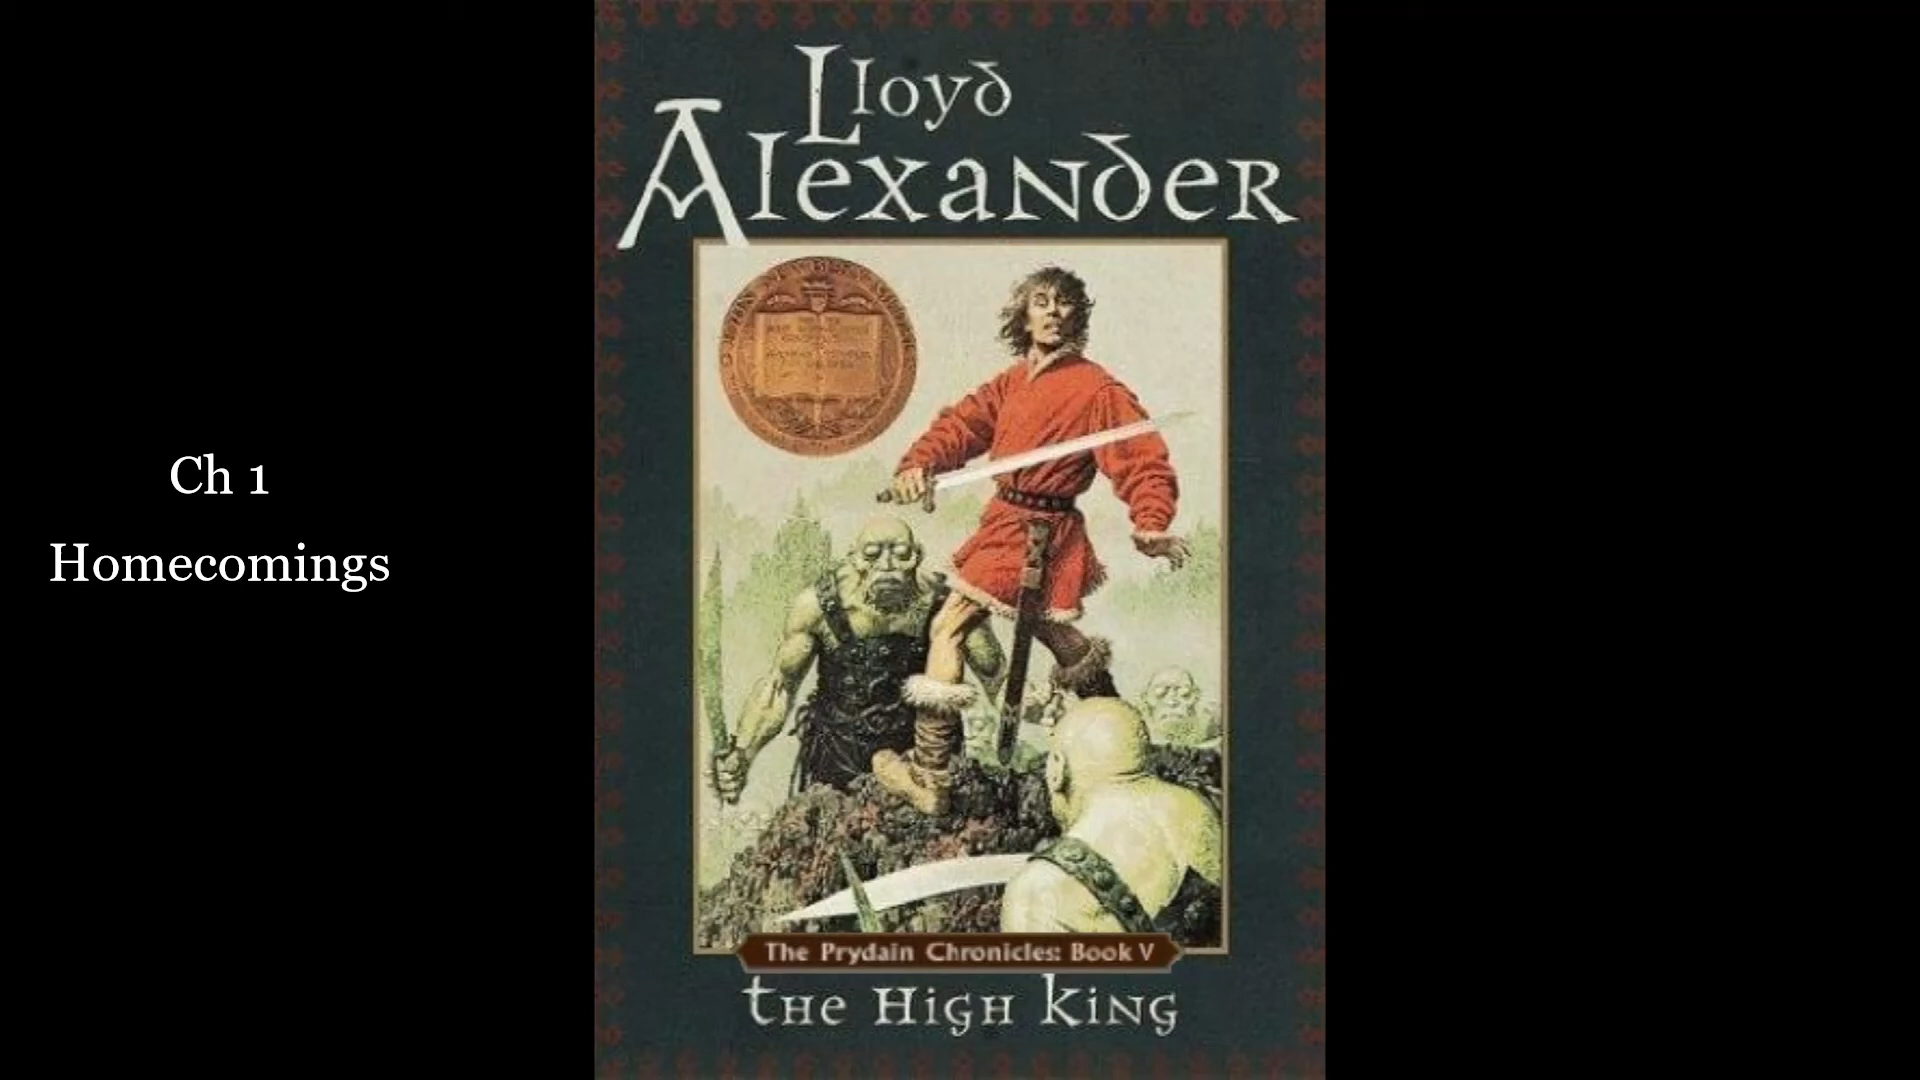 Ch 1
Homecomings
Lloyd
Alexander
The Prydain Chronicles: Book V
the High King